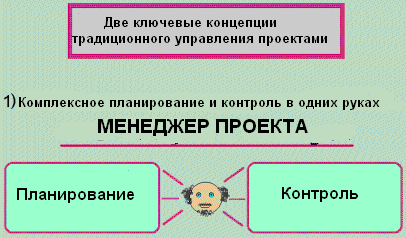 Две ключевые концепции
традиционного управления проектами
1) Комплексное планирование и контроль в одних руках
МЕНЕДЖЕР ПРОЕКТА
Планирование
Контроль